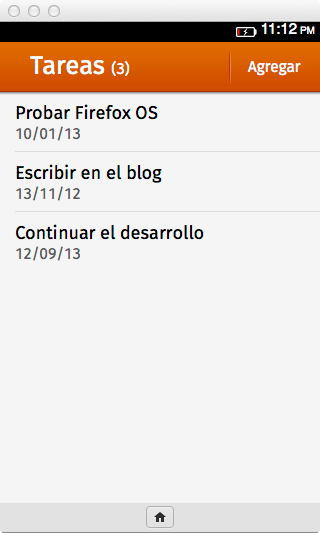 11:12 PM
Tareas (3)
Agregar
Probar Firefox OS
10/01/13
Escribir en el blog
13/11/12
Continuar el desarrollo
12/09/13